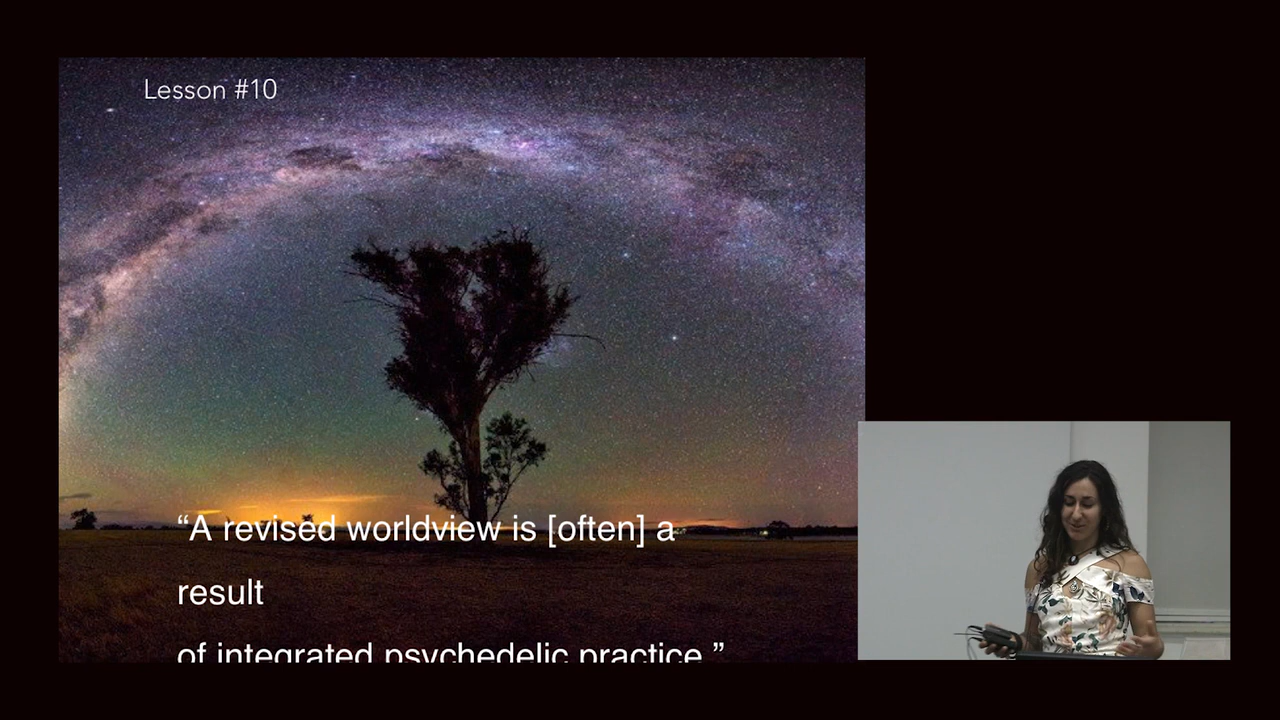 Lesson #10
“A revised worldview is [often] a
result
of integrated psychedelic practice.”